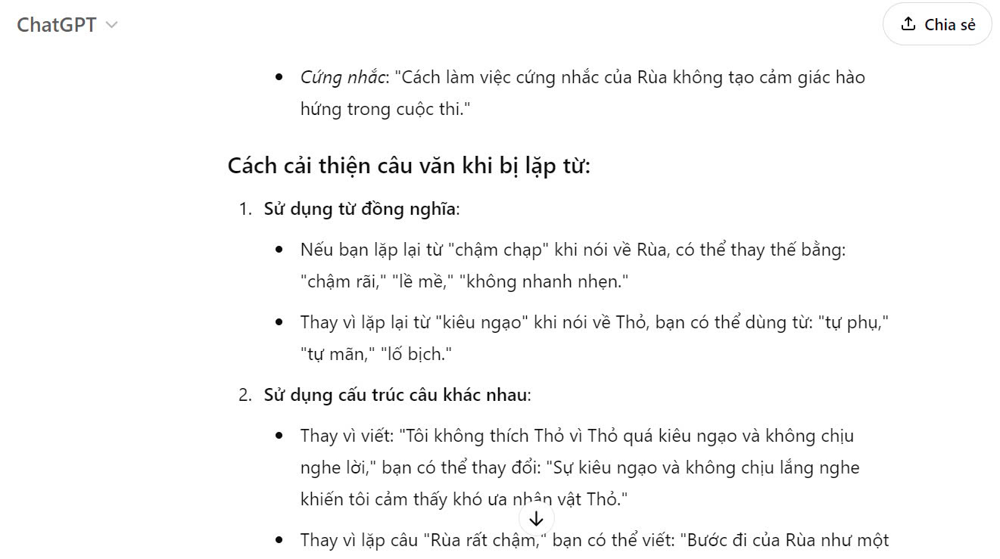 ChatGPT
Chia sẻ
Cứng nhắc: "Cách làm việc cứng nhắc của Rùa không tạo cảm giác hào
hứng trong cuộc thi."
Cách cải thiện câu văn khi bị lặp từ:
1. Sử dụng từ đồng nghĩa:
Nếu bạn lặp lại từ "chậm chạp" khi nói về Rùa, có thể thay thế bằng:
"chậm rãi," "lề mề," "không nhanh nhẹn."
Thay vì lặp lại từ "kiêu ngạo" khi nói về Thỏ, bạn có thể dùng từ: "tự phụ,"
"tự mãn," "lố bịch."
2. Sử dụng cấu trúc câu khác nhau:
Thay vì viết: "Tôi không thích Thỏ vì Thỏ quá kiêu ngạo và không chịu
nghe lời," bạn có thể thay đổi: "Sự kiêu ngạo và không chịu lắng nghe
khiến tôi cảm thấy khó ưa nhân vật Thỏ."
Thay vì lặp câu "Rùa rất chậm," bạn có thể viết: "Bước đi của Rùa như một